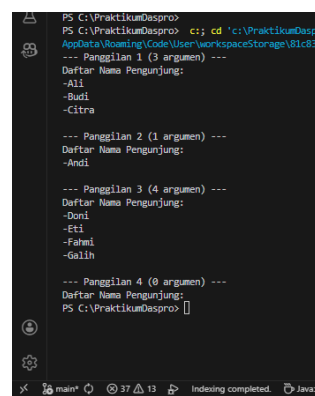 PS C:\PraktikumDaspro>
PS C:\PraktikumDaspro> c:; cd 'c:\PraktikumDasp
AppData\Roaming\Code\User\workspaceStorage\81c83
--- Panggilan 1 (3 argumen) ---
Daftar Nama Pengunjung:
-Ali
-Budi
-Citra
--- Panggilan 2 (1 argumen) ---
Daftar Nama Pengunjung:
-Andi
--- Panggilan 3 (4 argumen) ---
Daftar Nama Pengunjung:
-Doni
-Eti
-Fahmi
-Galih
--- Panggilan 4 (0 argumen) ---
Daftar Nama Pengunjung:
PS C:\PraktikumDaspro>
main* 37 13 Indexing completed. Java: